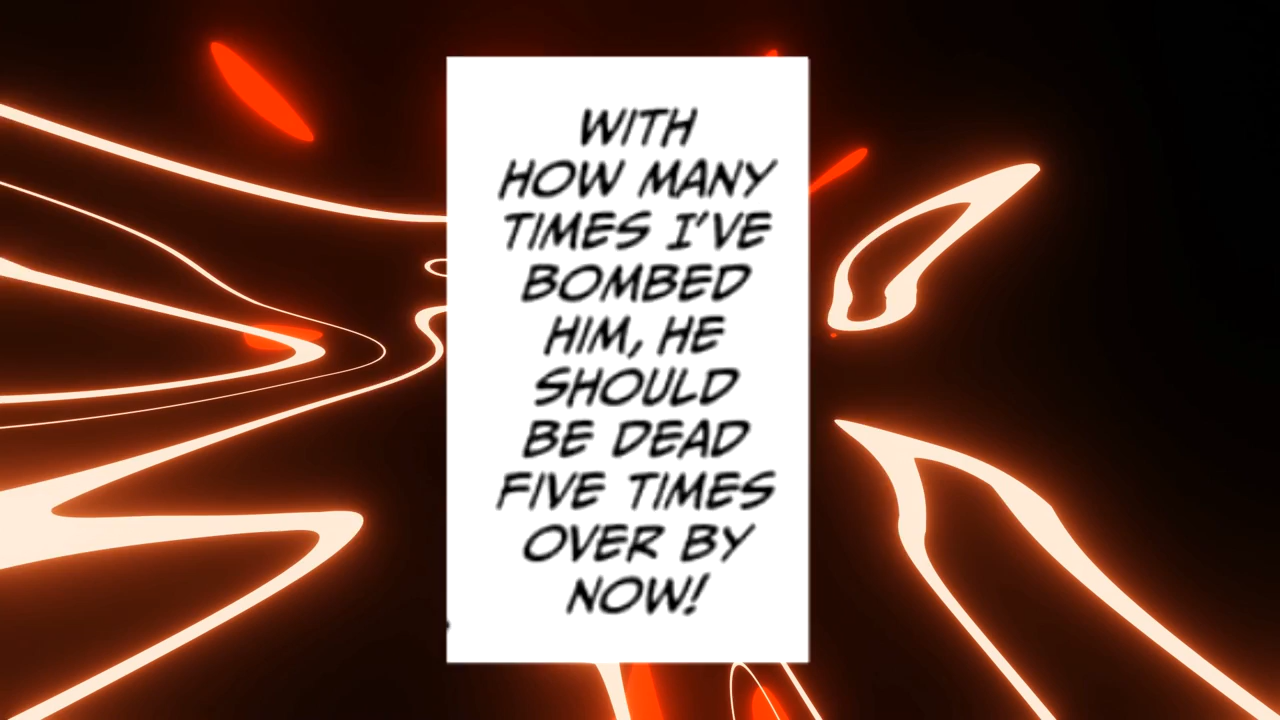 WITH
HOW MANY
TIMES I'VE
BOMBED
HIM, HE
SHOULD
BE DEAD
FIVE TIMES
OVER BY
NOW!